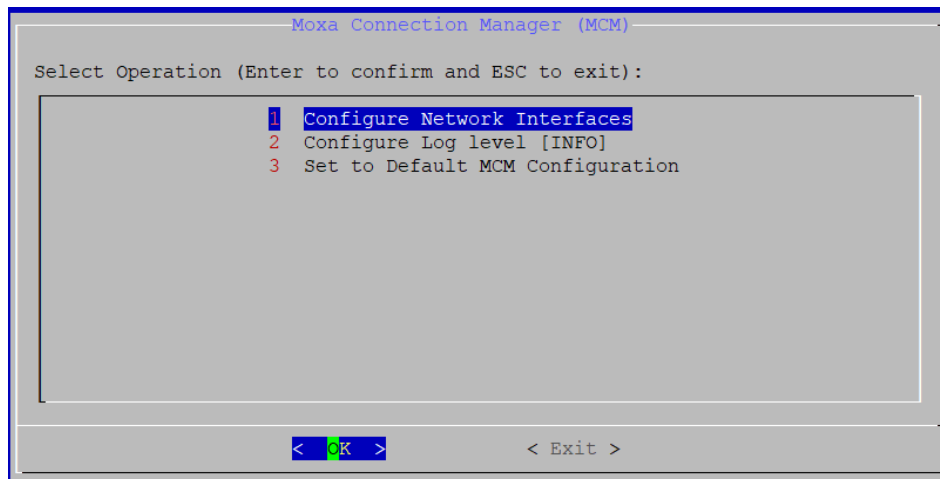 Moxa Connection Manager (MCM)
Select Operation (Enter to confirm and ESC to exit):
1 Configure Network Interfaces
2 Configure Log level [INFO]
3 Set to Default MCM Configuration
< OK > < Exit >